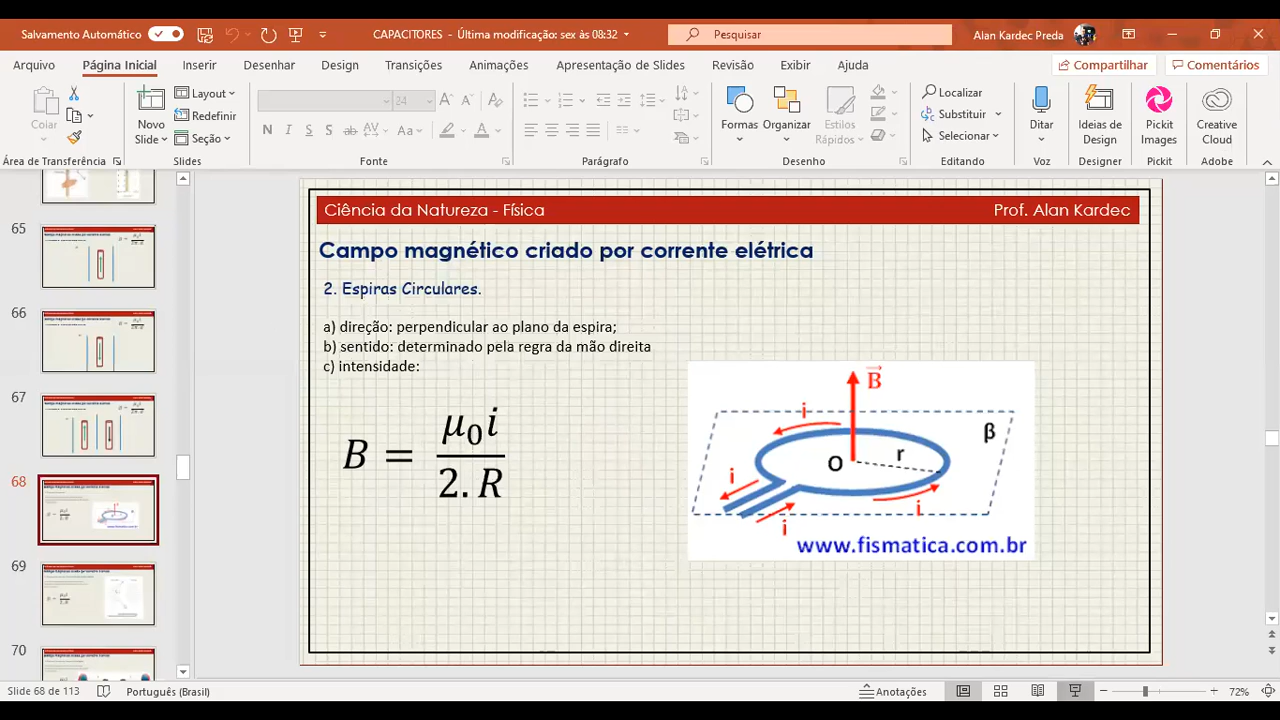 Salvamento Automático
CAPACITORES - Última modificação: sex às 08:32
Pesquisar
Alan Kardec Preda
Arquivo
Página Inicial
Inserir
Desenhar
Design
Transições
Animações
Apresentação de Slides
Revisão
Exibir
Ajuda
Compartilhar
Comentários
Colar
Novo
Slide
Layout
Redefinir
Seção
24
N
I
S
S
ab
AV
Aa
A
Formas
Organizar
Estilos
Rápidos
Localizar
Substituir
Selecionar
Ditar
Ideias de
Design
Pickit
Images
Creative
Cloud
Área de Transferência
Slides
Fonte
Parágrafo
Desenho
Editando
Voz
Designer
Pickit
Adobe
65
66
67
68
69
70
Ciência da Natureza - Física
Prof. Alan Kardec
Campo magnético criado por corrente elétrica
2. Espiras Circulares.
a) direção: perpendicular ao plano da espira;
b) sentido: determinado pela regra da mão direita
c) intensidade:
B = μ₀i / 2. R
B
i
β
O
r
i
i
i
www.fismatica.com.br
Slide 68 de 113
Português (Brasil)
Anotações
72%